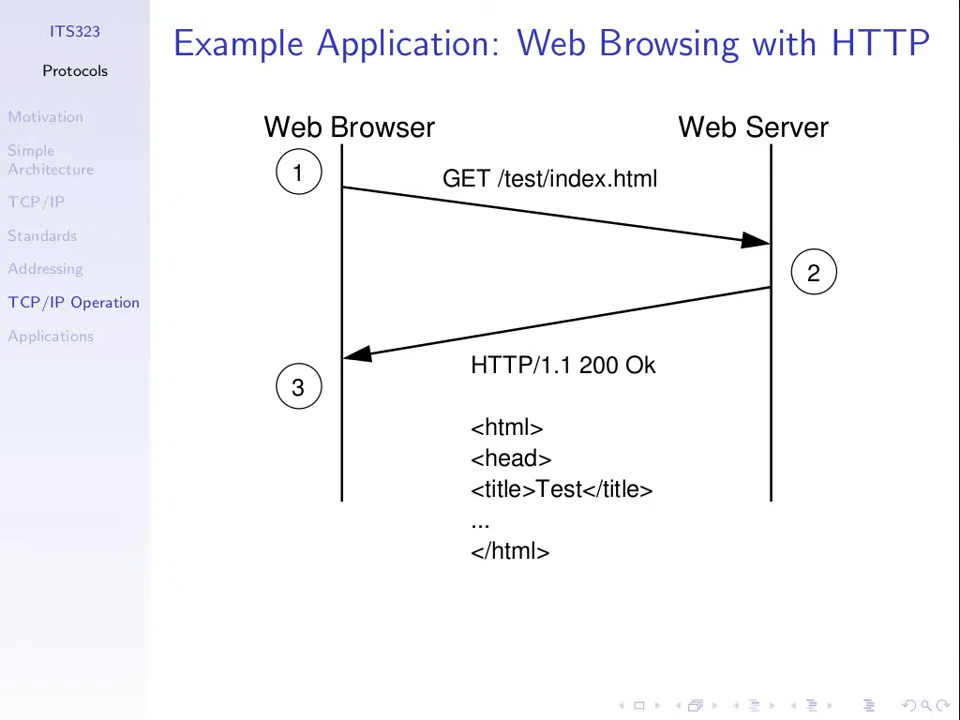 ITS323
Protocols
Motivation
Simple
Architecture
TCP/IP
Standards
Addressing
TCP/IP Operation
Applications
Example Application: Web Browsing with HTTP
Web Browser
Web Server
1
GET /test/index.html
2
HTTP/1.1 200 Ok
3
<html>
<head>
<title>Test</title>
...
</html>